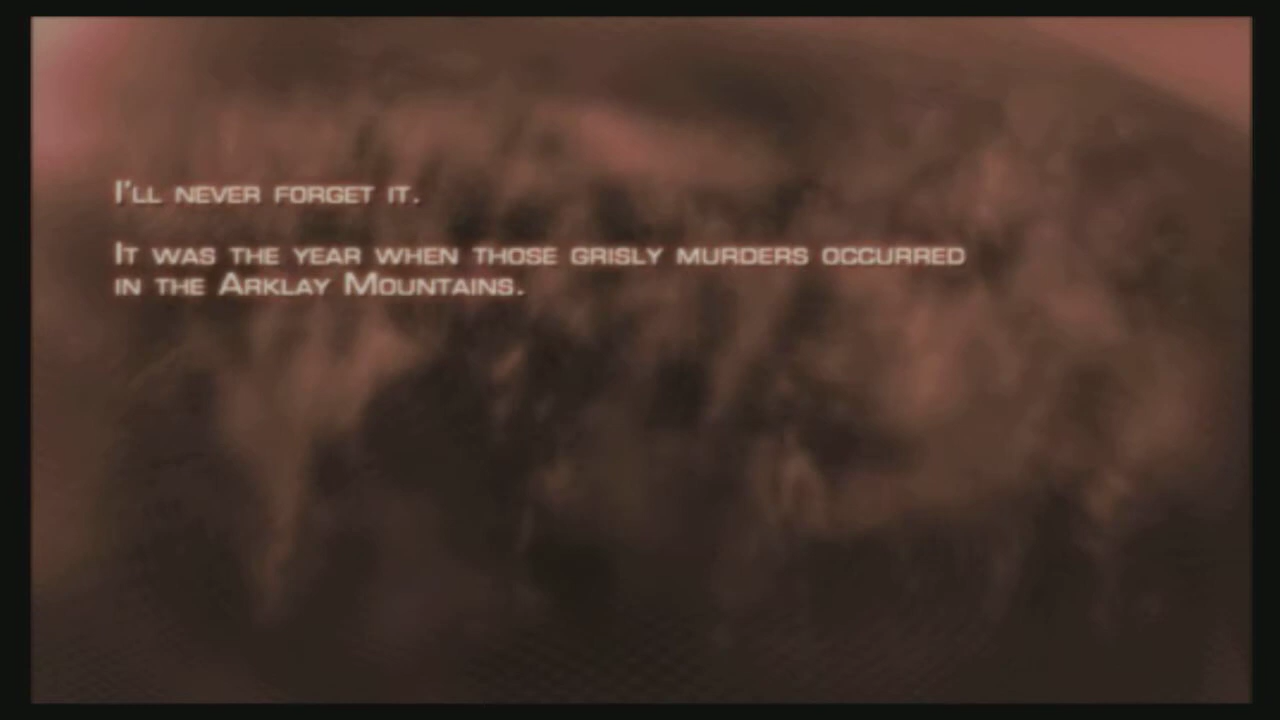 I'll never forget it.
It was the year when those grisly murders occurred
in the Arklay Mountains.